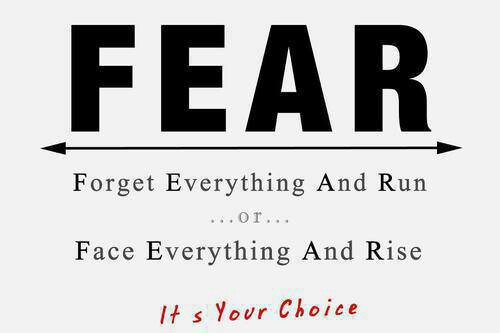 FEAR
Forget Everything And Run
...or...
Face Everything And Rise
It s Your Choice